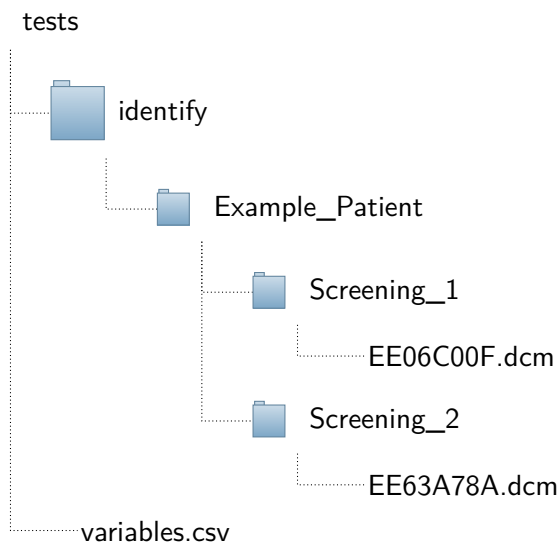 tests
identify
Example_Patient
Screening_1
EE06C00F.dcm
Screening_2
EE63A78A.dcm
variables.csv